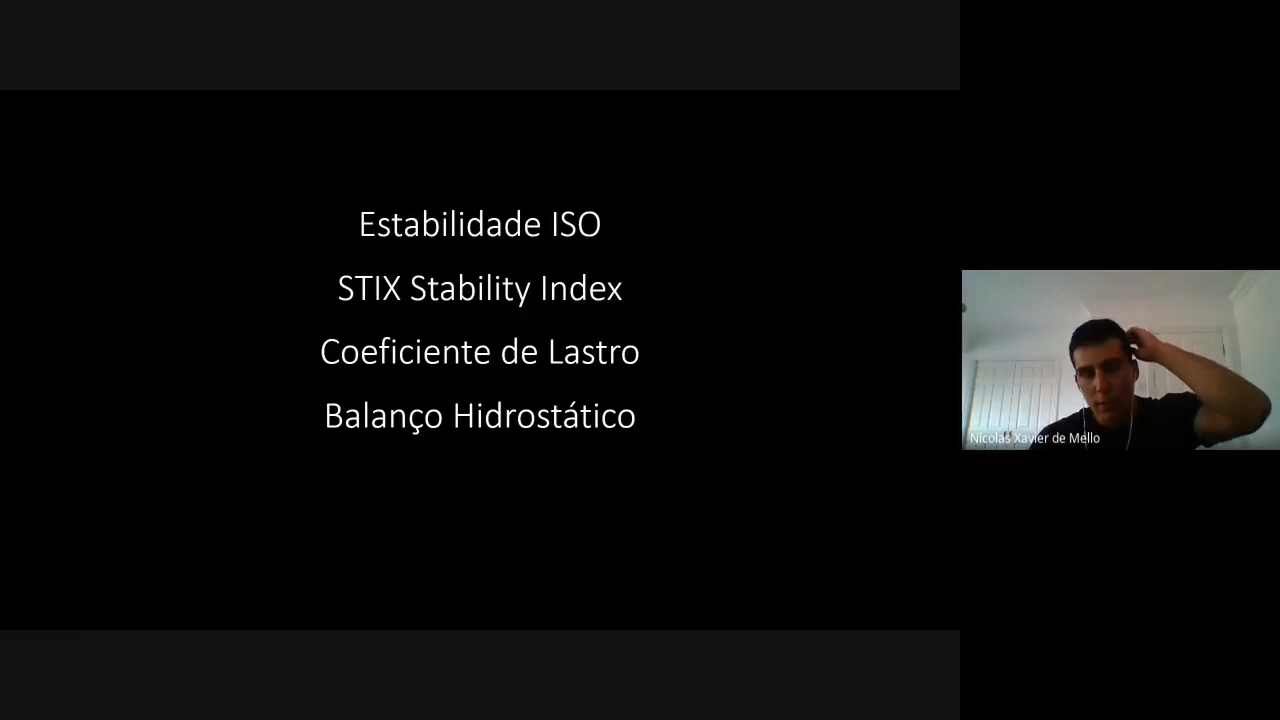 Estabilidade ISO
STIX Stability Index
Coeficiente de Lastro
Balanço Hidrostático
Nicolas Xavier de Mello